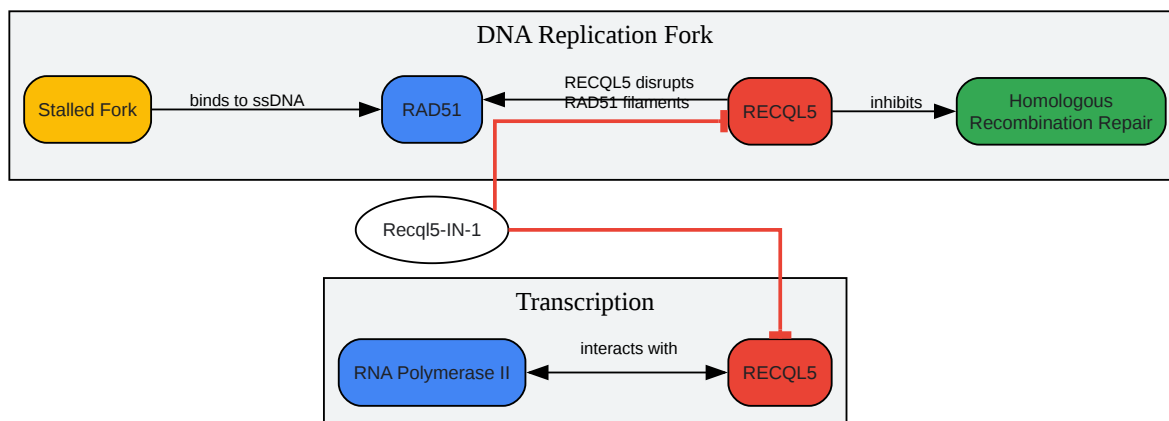 DNA Replication Fork
Stalled Fork
binds to ssDNA
RAD51
RECQL5 disrupts
RAD51 filaments
RECQL5
inhibits
Homologous
Recombination Repair
Recql5-IN-1
Transcription
RNA Polymerase II
interacts with
RECQL5